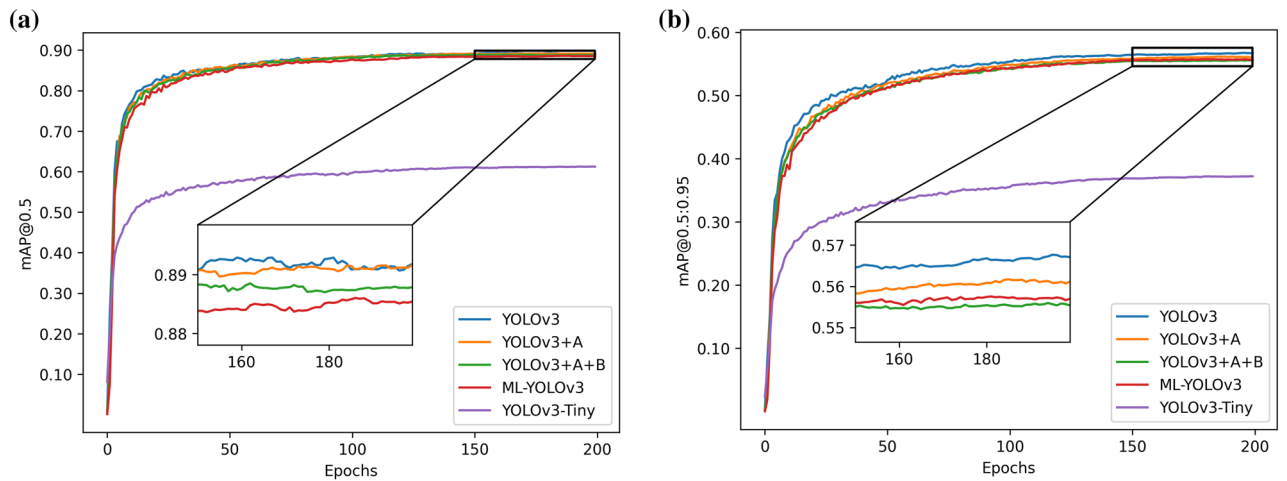 (a)
mAP@0.5
0.90
0.80
0.70
0.60
0.50
0.40
0.30
0.20
0.10
0.89
0.88
160 180
YOLOv3
YOLOv3+A
YOLOv3+A+B
ML-YOLOv3
YOLOv3-Tiny
0 50 100 150 200
Epochs
(b)
mAP@0.5:0.95
0.60
0.50
0.40
0.30
0.20
0.10
0.57
0.56
0.55
160 180
YOLOv3
YOLOv3+A
YOLOv3+A+B
ML-YOLOv3
YOLOv3-Tiny
0 50 100 150 200
Epochs